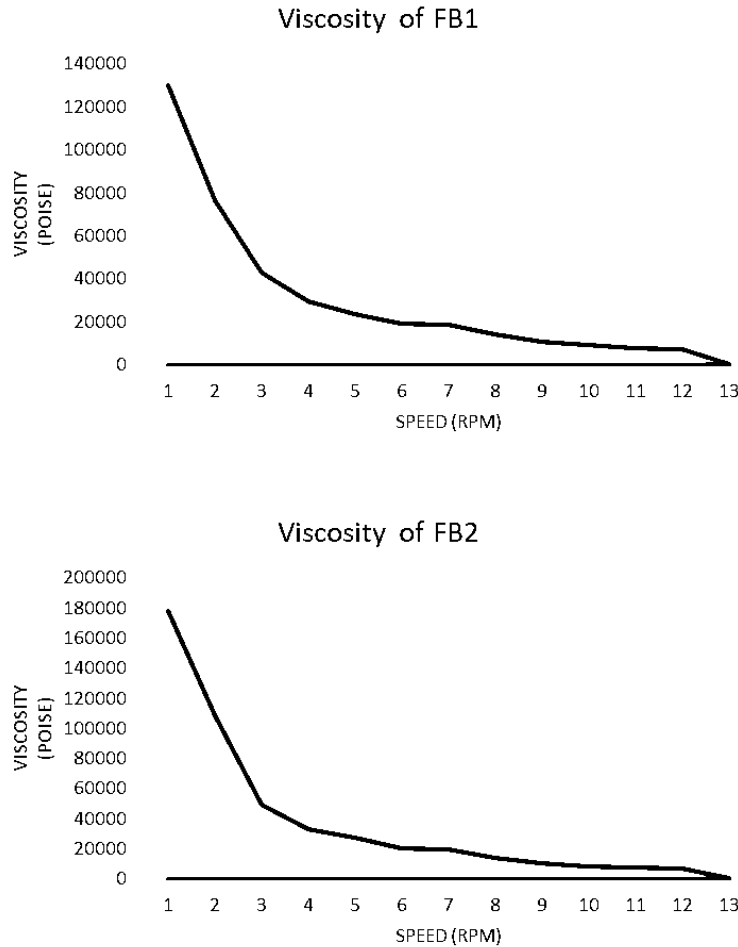 Viscosity of FB1
140000
120000
100000
80000
60000
40000
20000
0
VISCOSITY
(POISE)
1 2 3 4 5 6 7 8 9 10 11 12 13
SPEED (RPM)
Viscosity of FB2
200000
180000
160000
140000
120000
100000
80000
60000
40000
20000
0
VISCOSITY
(POISE)
1 2 3 4 5 6 7 8 9 10 11 12 13
SPEED (RPM)